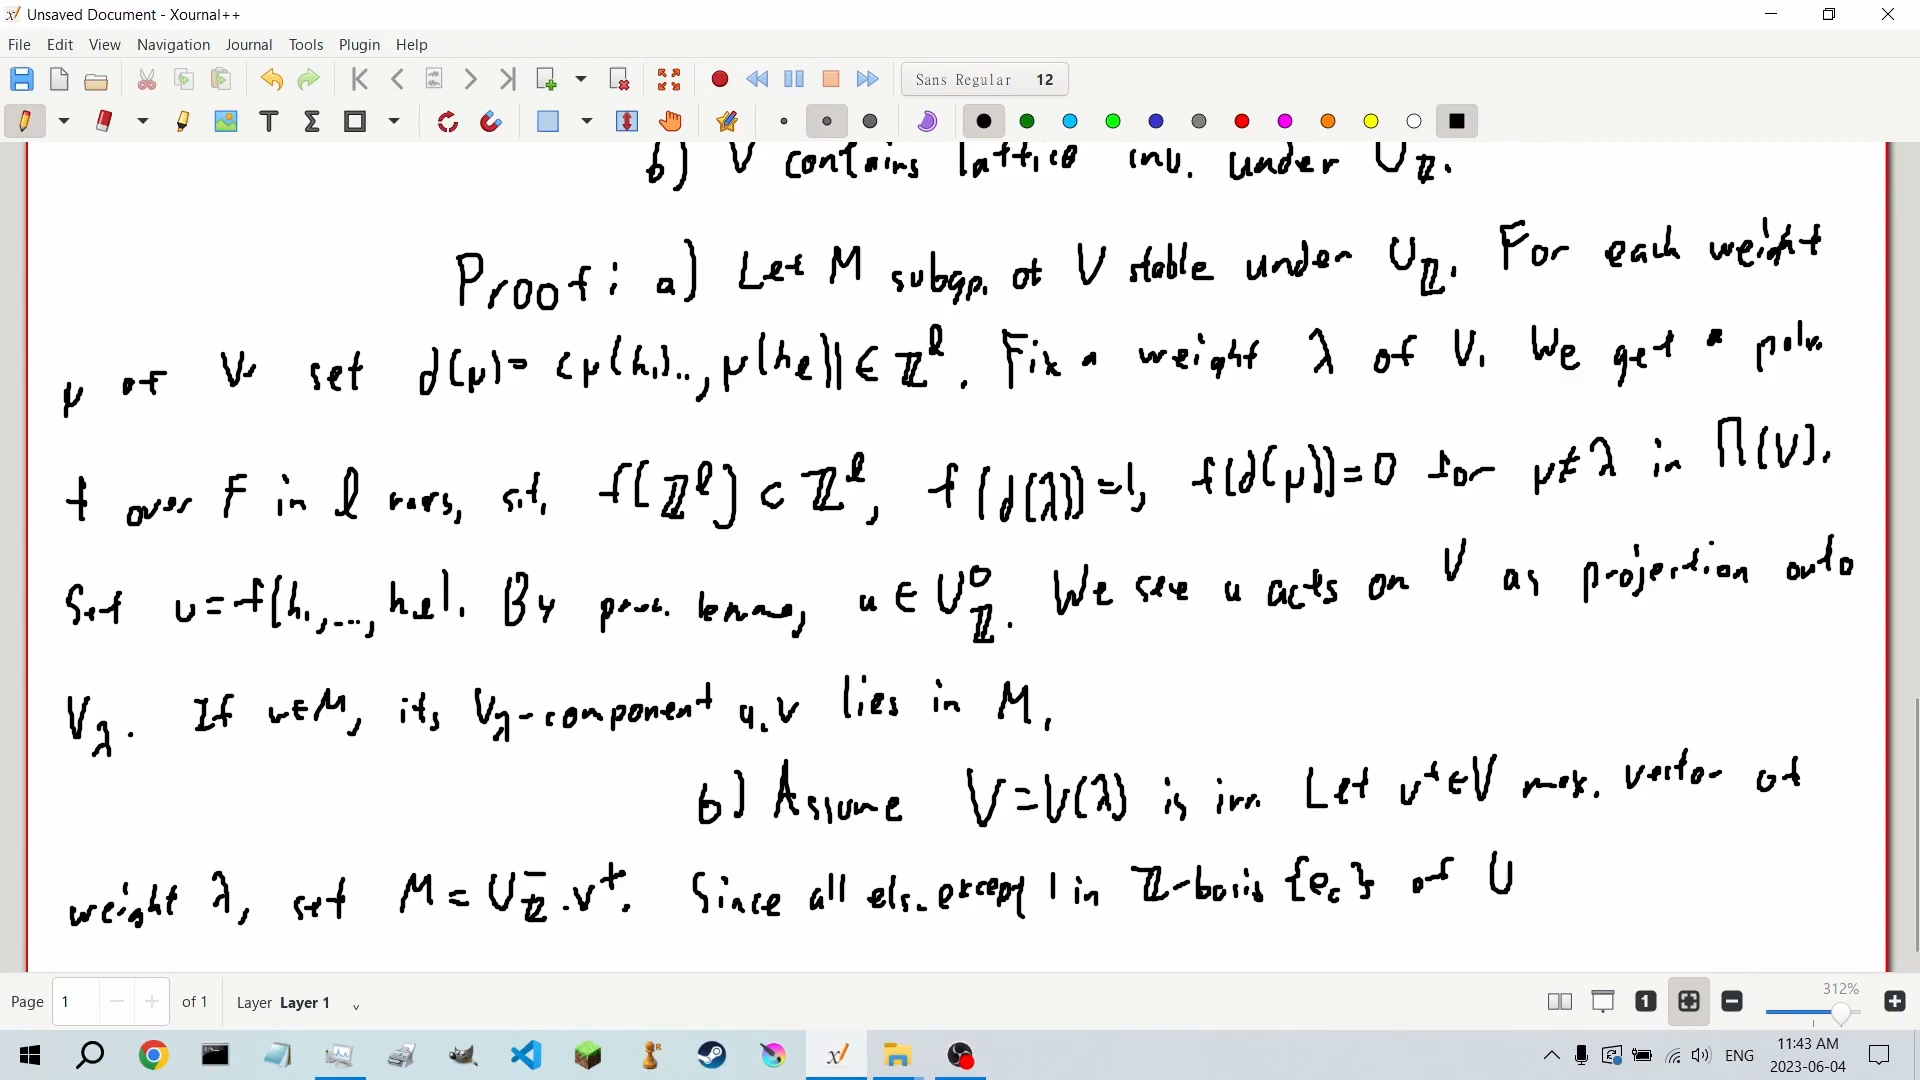 Unsaved Document - Xournal++
File Edit View Navigation Journal Tools Plugin Help
Sans Regular 12
b) V contains lattice inv. under U_ℤ.
Proof: a) Let M subgp. of V stable under U_ℤ. For each weight
μ of V set d(μ)=(μ(h₁).., μ(h_ℓ)) ∈ ℤ^ℓ. Fix a weight λ of V. We get a poly.
f over F in ℓ vars, s.t. f(ℤ^ℓ) ⊂ ℤ^ℓ, f(d(λ))=1, f(d(μ))=0 for μ≠λ in Π(V).
Set u=f(h₁,...,h_ℓ). By prev. lemma, u ∈ U_ℤ^0. We see u acts on V as projection onto
V_λ. If v∈M, its V_λ-component u.v lies in M.
b) Assume V=V(λ) is irr. Let v⁺∈V max. vector of
weight λ, set M = U_ℤ^-.v⁺. Since all els. except 1 in ℤ-basis {e_c} of U
Page 1 of 1 Layer Layer 1 312%
ENG 11:43 AM
2023-06-04